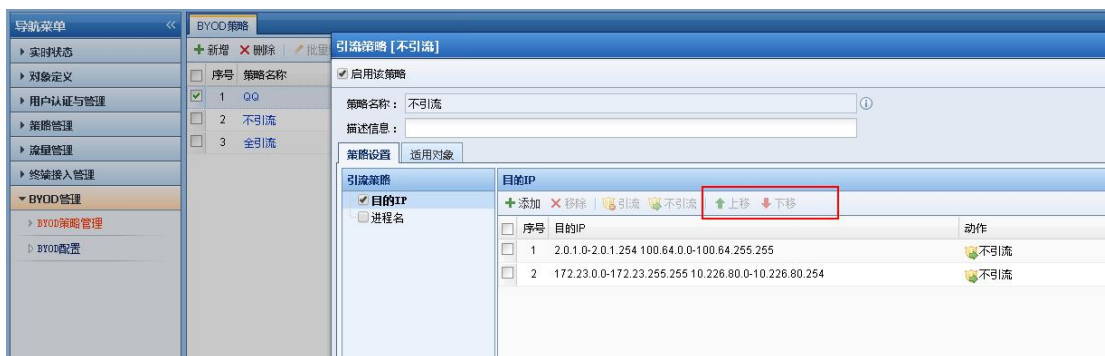 导航菜单
实时状态
对象定义
用户认证与管理
策略管理
流量管理
终端接入管理
BYOD管理
BYOD策略管理
BYOD配置
BYOD策略
新增 删除 批量
序号 策略名称
1 QQ
2 不引流
3 全引流
引流策略 [不引流]
启用该策略
策略名称： 不引流
描述信息：
策略设置 适用对象
引流策略
目的IP
进程名
目的IP
添加 移除 引流 不引流 上移 下移
序号 目的IP 动作
1 2.0.1.0-2.0.1.254 100.64.0.0-100.64.255.255 不引流
2 172.23.0.0-172.23.255.255 10.226.80.0-10.226.80.254 不引流